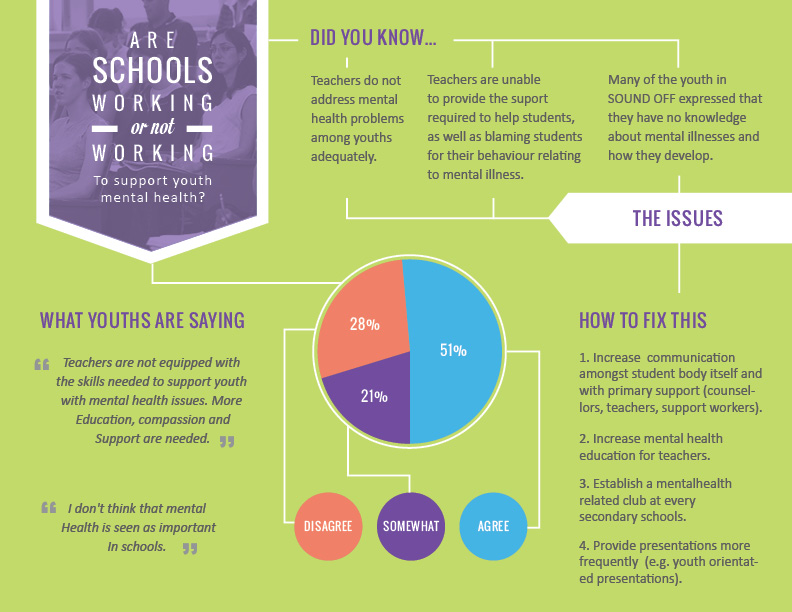 ARE
SCHOOLS
WORKING
or not
WORKING
To support youth
mental health?
DID YOU KNOW...
Teachers do not
address mental
health problems
among youths
adequately.
Teachers are unable
to provide the suport
required to help students,
as well as blaming students
for their behaviour relating
to mental illness.
Many of the youth in
SOUND OFF expressed that
they have no knowledge
about mental illnesses and
how they develop.
THE ISSUES
28%
51%
21%
DISAGREE
SOMEWHAT
AGREE
WHAT YOUTHS ARE SAYING
“ Teachers are not equipped with
the skills needed to support youth
with mental health issues. More
Education, compassion and
Support are needed. ”
“ I don't think that mental
Health is seen as important
In schools. ”
HOW TO FIX THIS
1. Increase communication
amongst student body itself and
with primary support (counsel-
lors, teachers, support workers).
2. Increase mental health
education for teachers.
3. Establish a mentalhealth
related club at every
secondary schools.
4. Provide presentations more
frequently (e.g. youth orientat-
ed presentations).